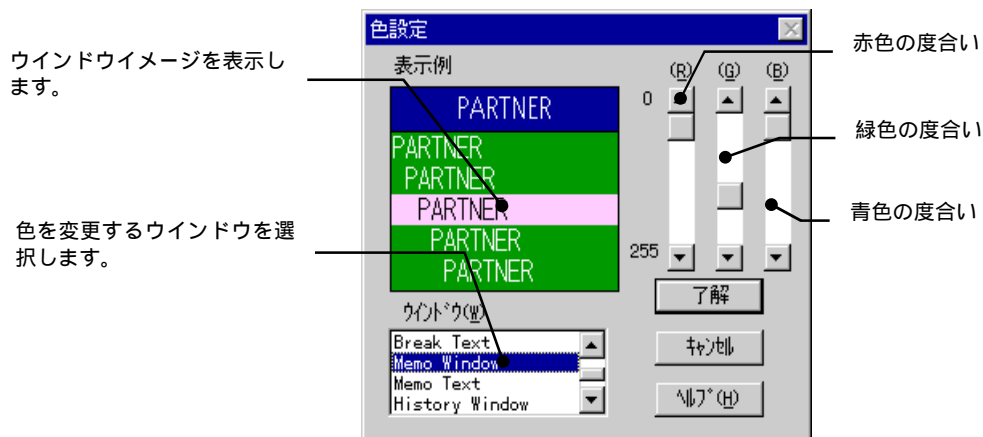 色設定
ウインドウイメージを表示し
ます。
表示例
PARTNER
PARTNER
PARTNER
PARTNER
PARTNER
PARTNER
色を変更するウインドウを選
択します。
ｳｲﾝﾄﾞｳ(W)
Break Text
Memo Window
Memo Text
History Window
(R) (G) (B)
0
255
赤色の度合い
緑色の度合い
青色の度合い
了解
ｷｬﾝｾﾙ
ﾍﾙﾌﾟ(H)